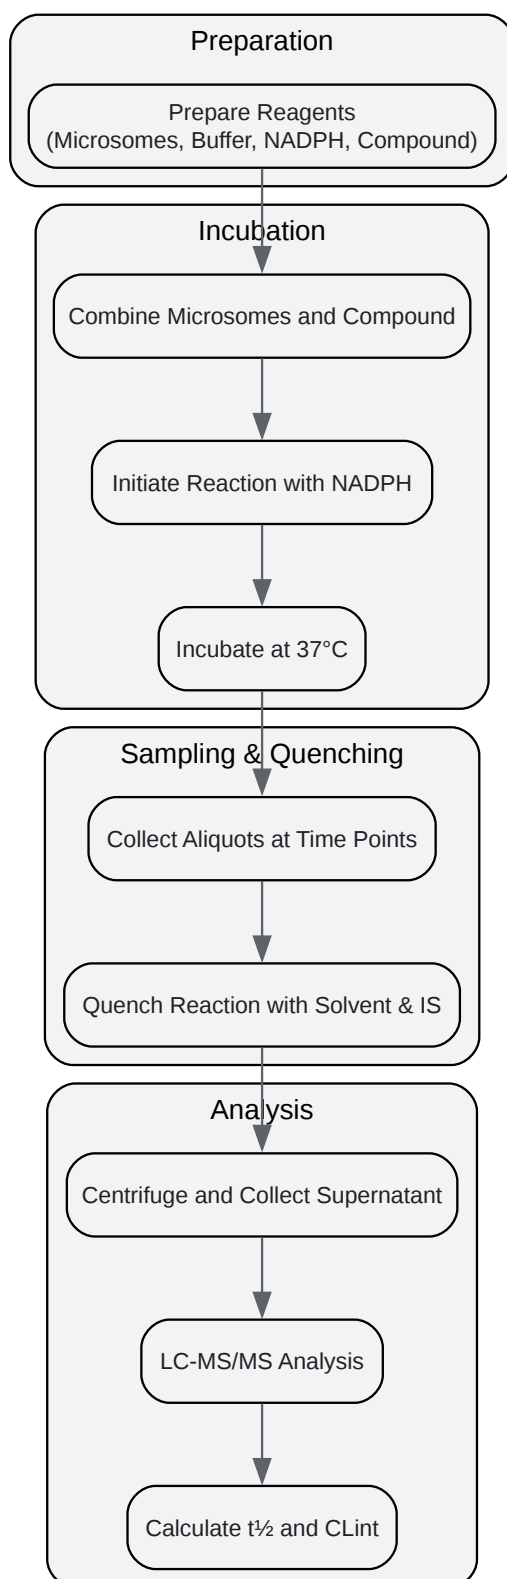 Preparation
Prepare Reagents
(Microsomes, Buffer, NADPH, Compound)
Incubation
Combine Microsomes and Compound
Initiate Reaction with NADPH
Incubate at 37°C
Sampling & Quenching
Collect Aliquots at Time Points
Quench Reaction with Solvent & IS
Analysis
Centrifuge and Collect Supernatant
LC-MS/MS Analysis
Calculate t½ and CLint